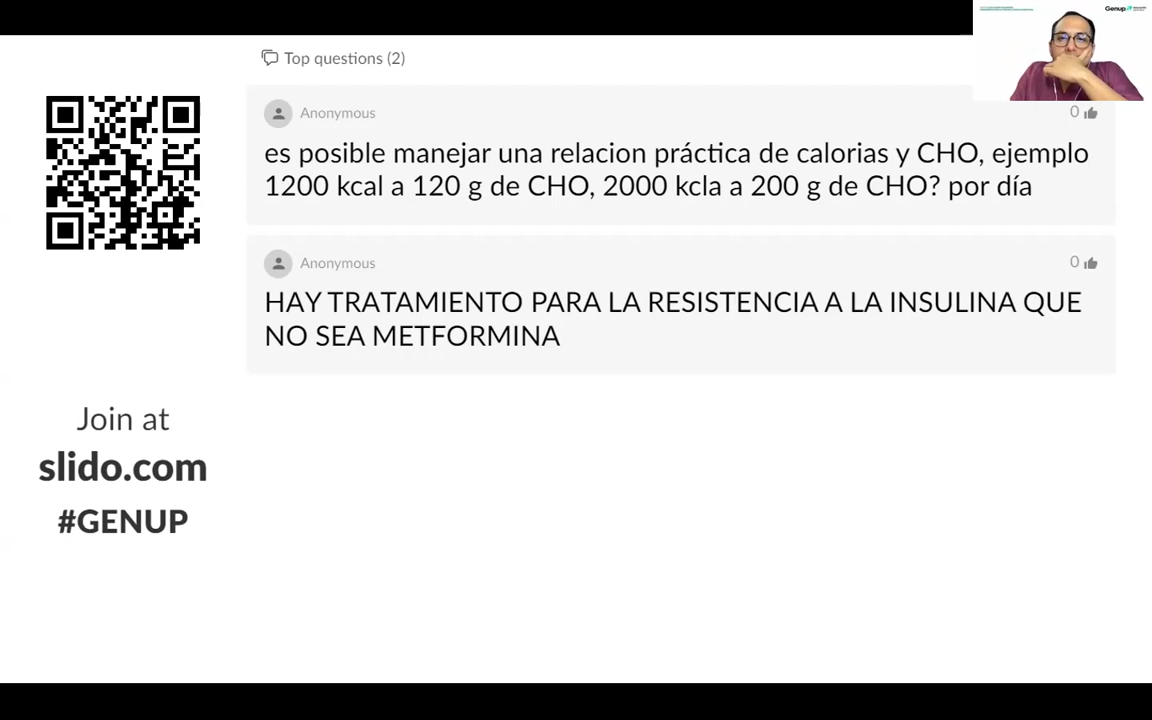 Top questions (2)
Genup
Anonymous
0
es posible manejar una relacion práctica de calorias y CHO, ejemplo
1200 kcal a 120 g de CHO, 2000 kcla a 200 g de CHO? por día
Anonymous
0
HAY TRATAMIENTO PARA LA RESISTENCIA A LA INSULINA QUE
NO SEA METFORMINA
Join at
slido.com
#GENUP